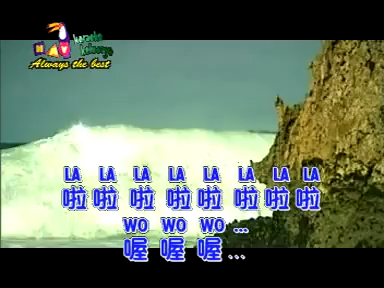 karaoke
Always the best
LA LA LA LA LA LA LA LA
啦 啦 啦 啦 啦 啦 啦 啦
WO WO WO ...
喔 喔 喔 ...